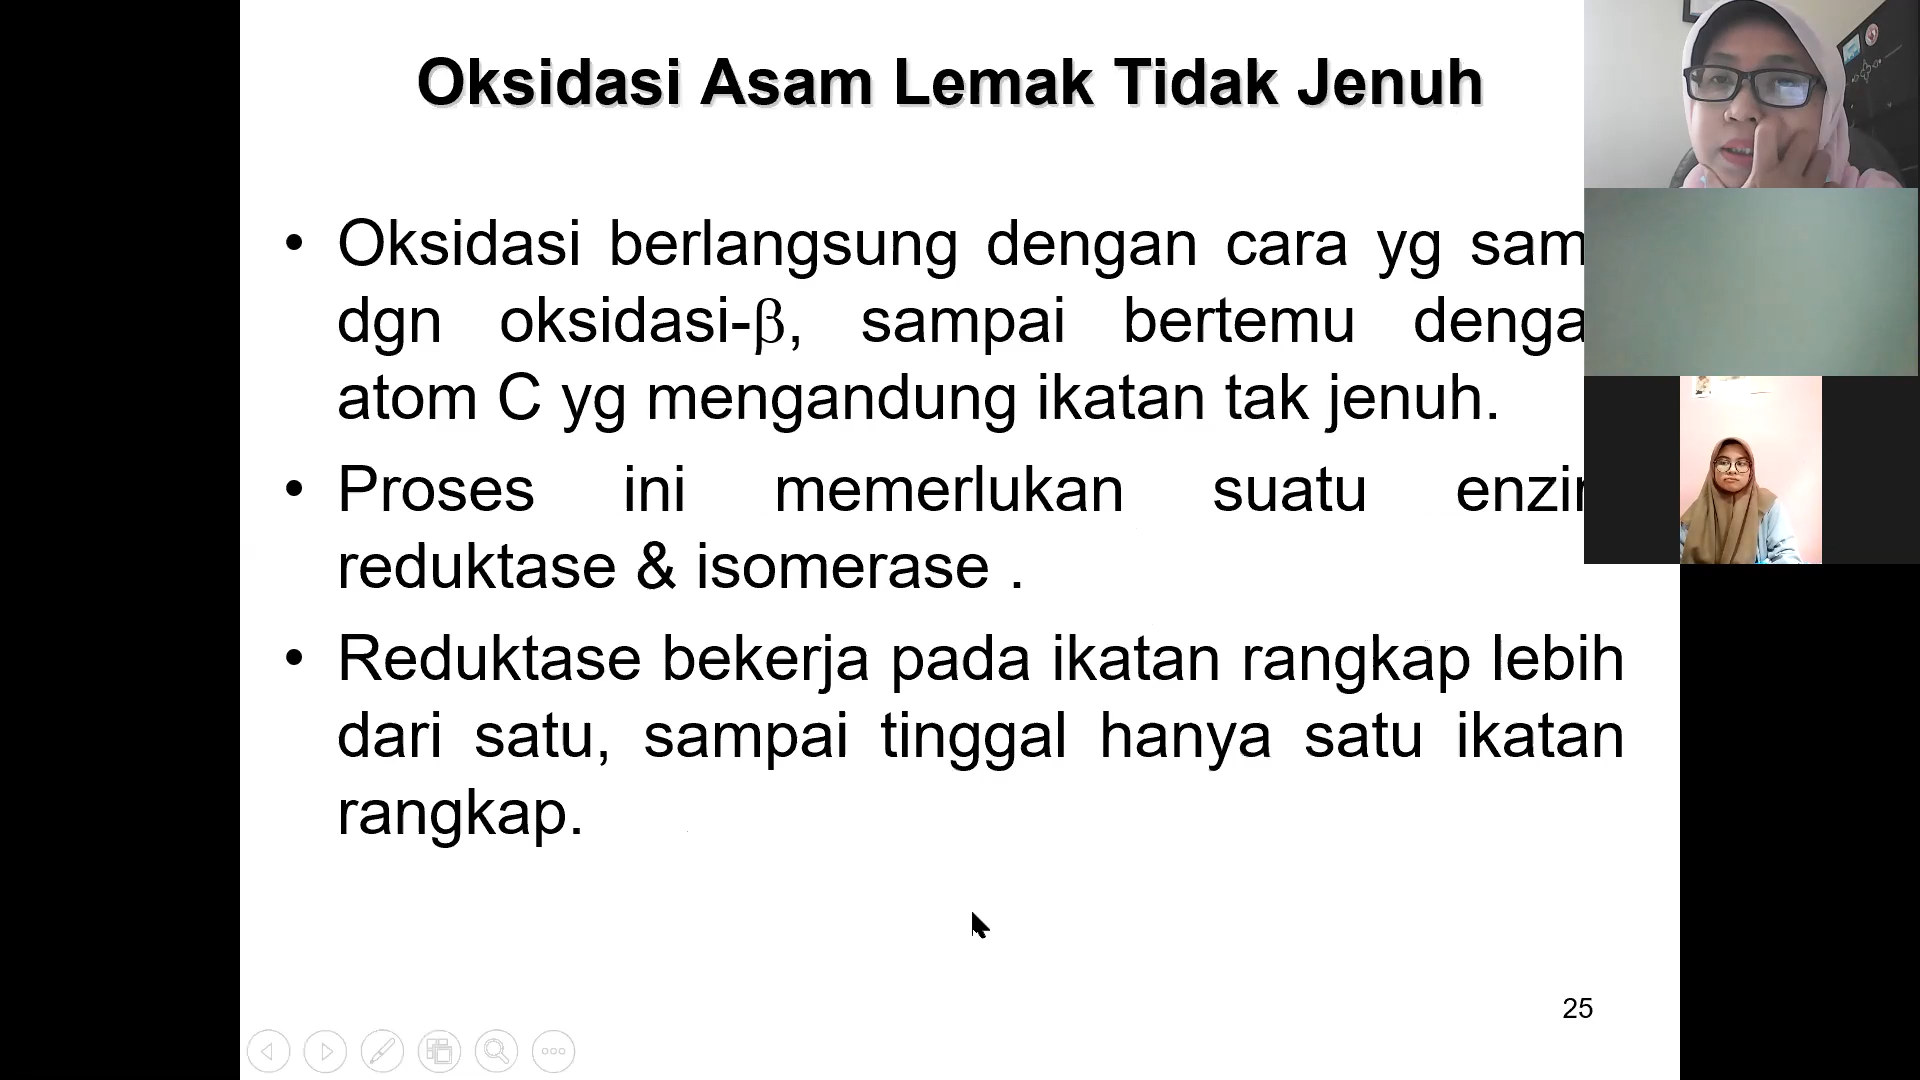 Oksidasi Asam Lemak Tidak Jenuh
• Oksidasi berlangsung dengan cara yg sam
dgn oksidasi-β, sampai bertemu denga
atom C yg mengandung ikatan tak jenuh.
• Proses ini memerlukan suatu enzi
reduktase & isomerase .
• Reduktase bekerja pada ikatan rangkap lebih
dari satu, sampai tinggal hanya satu ikatan
rangkap.
25